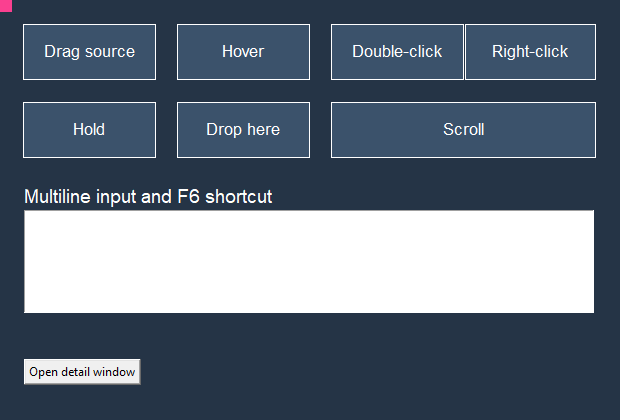 Drag source
Hover
Double-click
Right-click
Hold
Drop here
Scroll
Multiline input and F6 shortcut
Open detail window